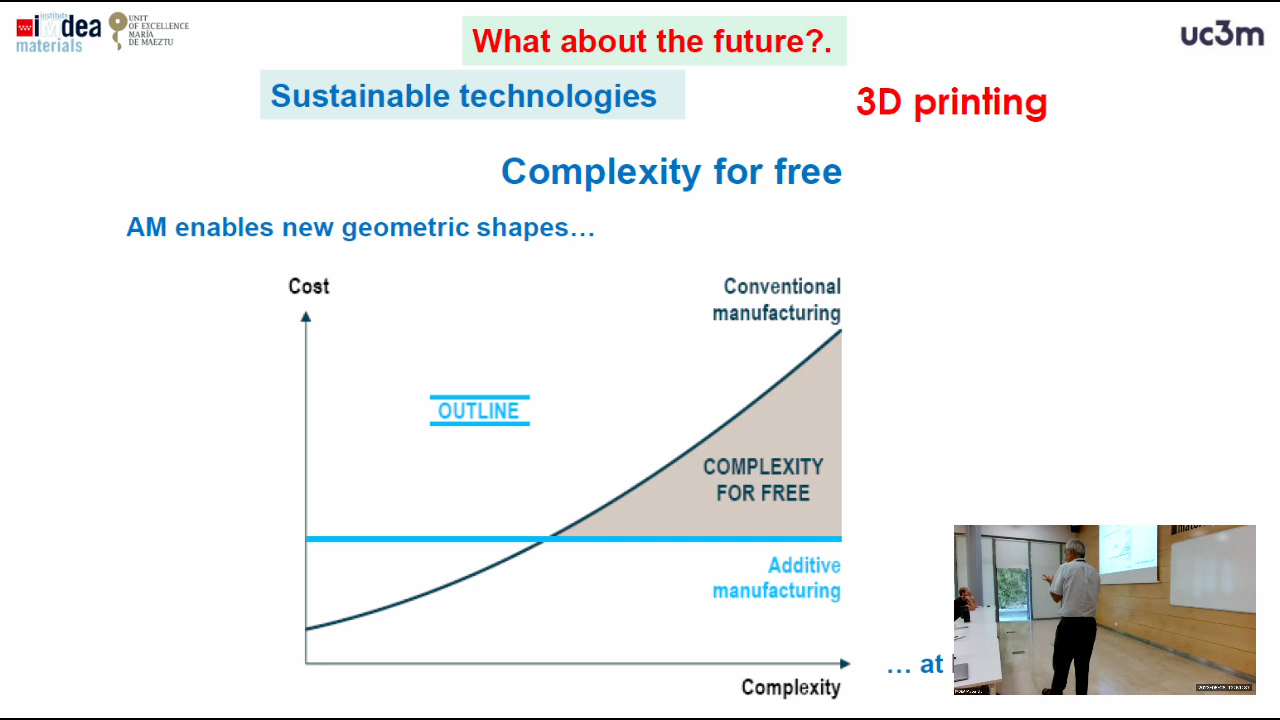 institute
iMdea
materials
UNIT
OF EXCELLENCE
MARÍA
DE MAEZTU
What about the future?.
uc3m
Sustainable technologies
3D printing
Complexity for free
AM enables new geometric shapes…
Cost
Conventional
manufacturing
OUTLINE
COMPLEXITY
FOR FREE
Additive
manufacturing
… at
Complexity